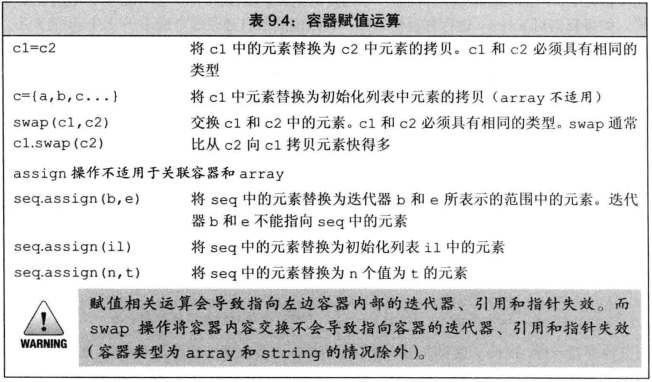 表 9.4：容器赋值运算
c1=c2 将 c1 中的元素替换为 c2 中元素的拷贝。c1 和 c2 必须具有相同的
类型
c={a,b,c...} 将 c1 中元素替换为初始化列表中元素的拷贝（array 不适用）
swap(c1,c2) 交换 c1 和 c2 中的元素。c1 和 c2 必须具有相同的类型。swap 通常
c1.swap(c2) 比从 c2 向 c1 拷贝元素快得多
assign 操作不适用于关联容器和 array
seq.assign(b,e) 将 seq 中的元素替换为迭代器 b 和 e 所表示的范围中的元素。迭代
器 b 和 e 不能指向 seq 中的元素
seq.assign(il) 将 seq 中的元素替换为初始化列表 il 中的元素
seq.assign(n,t) 将 seq 中的元素替换为 n 个值为 t 的元素
赋值相关运算会导致指向左边容器内部的迭代器、引用和指针失效。而
swap 操作将容器内容交换不会导致指向容器的迭代器、引用和指针失效
（容器类型为 array 和 string 的情况除外）。
WARNING